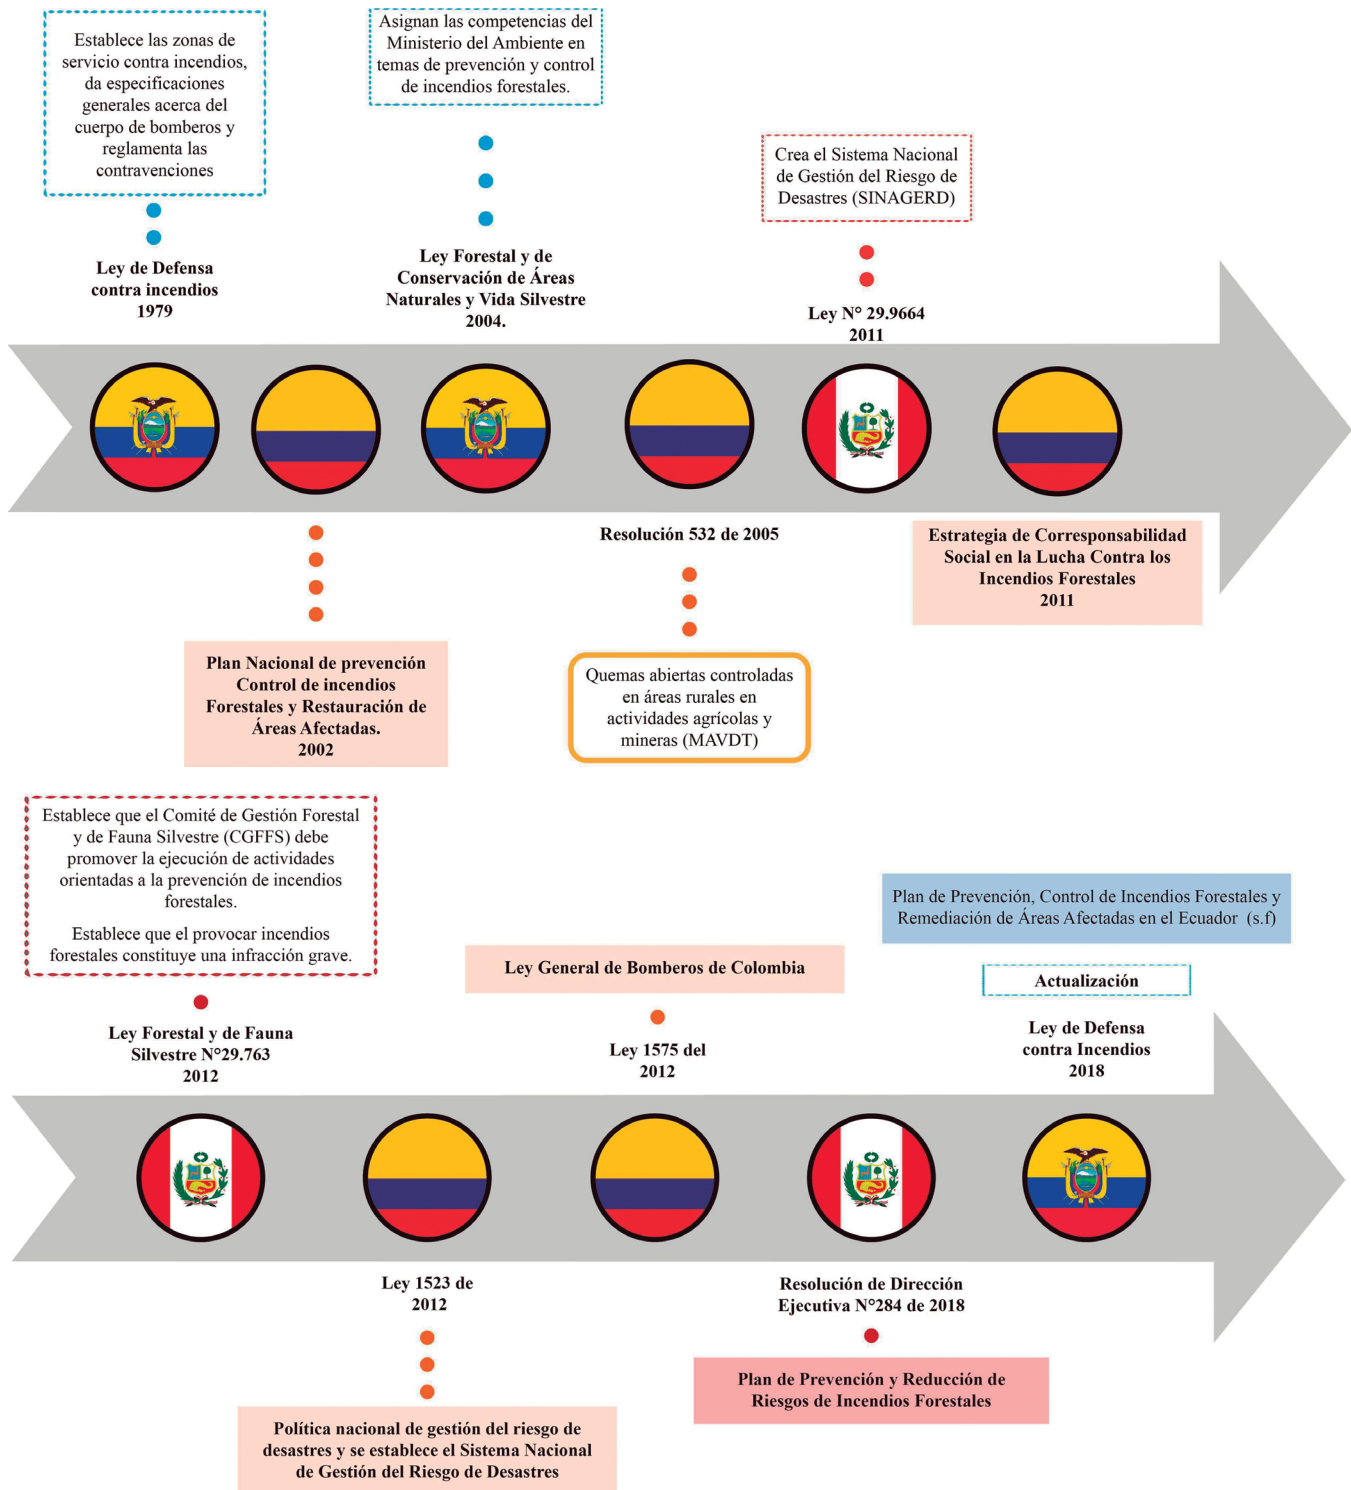 Establece las zonas de
servicio contra incendios,
da especificaciones
generales acerca del
cuerpo de bomberos y
reglamenta las
contravenciones
Ley de Defensa
contra incendios
1979
Asignan las competencias del
Ministerio del Ambiente en
temas de prevención y control
de incendios forestales.
Ley Forestal y de
Conservación de Áreas
Naturales y Vida Silvestre
2004.
Crea el Sistema Nacional
de Gestión del Riesgo de
Desastres (SINAGERD)
Ley N° 29.9664
2011
Plan Nacional de prevención
Control de incendios
Forestales y Restauración de
Áreas Afectadas.
2002
Resolución 532 de 2005
Quemas abiertas controladas
en áreas rurales en
actividades agrícolas y
mineras (MAVDT)
Estrategia de Corresponsabilidad
Social en la Lucha Contra los
Incendios Forestales
2011
Establece que el Comité de Gestión Forestal
y de Fauna Silvestre (CGFFS) debe
promover la ejecución de actividades
orientadas a la prevención de incendios
forestales.
Establece que el provocar incendios
forestales constituye una infracción grave.
Ley Forestal y de Fauna
Silvestre N°29.763
2012
Ley General de Bomberos de Colombia
Ley 1575 del
2012
Plan de Prevención, Control de Incendios Forestales y
Remediación de Áreas Afectadas en el Ecuador (s.f)
Actualización
Ley de Defensa
contra Incendios
2018
Ley 1523 de
2012
Política nacional de gestión del riesgo de
desastres y se establece el Sistema Nacional
de Gestión del Riesgo de Desastres
Resolución de Dirección
Ejecutiva N°284 de 2018
Plan de Prevención y Reducción de
Riesgos de Incendios Forestales